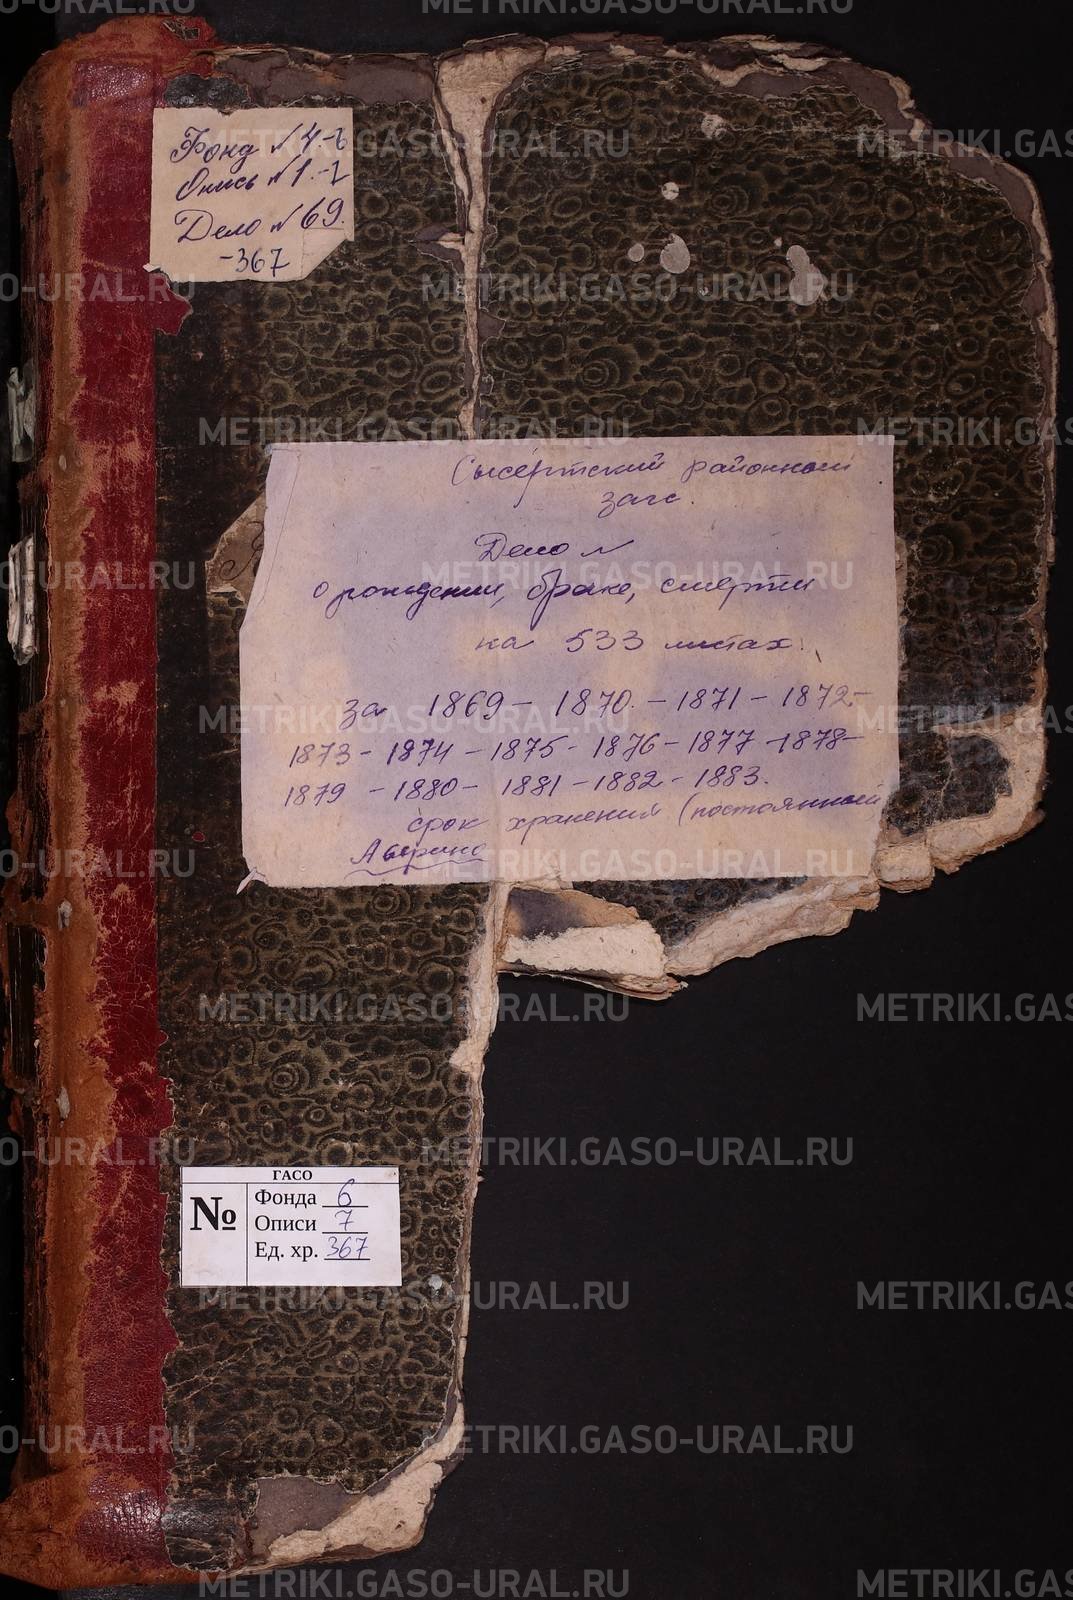 Фонд №4.-6
Опись №1.-7
Дело №69.
-367
Сысертский районный
загс.
Дело №
о рождении, браке, смерти
на 533 листах.
за 1869 - 1870. - 1871 - 1872 -
1873 - 1874 - 1875 - 1876 - 1877 - 1878 -
1879 - 1880 - 1881 - 1882 - 1883.
срок хранения (постоянный)
ГАСО
№
Фонда 6
Описи 7
Ед. хр. 367
METRIKI.GASO-URAL.RU